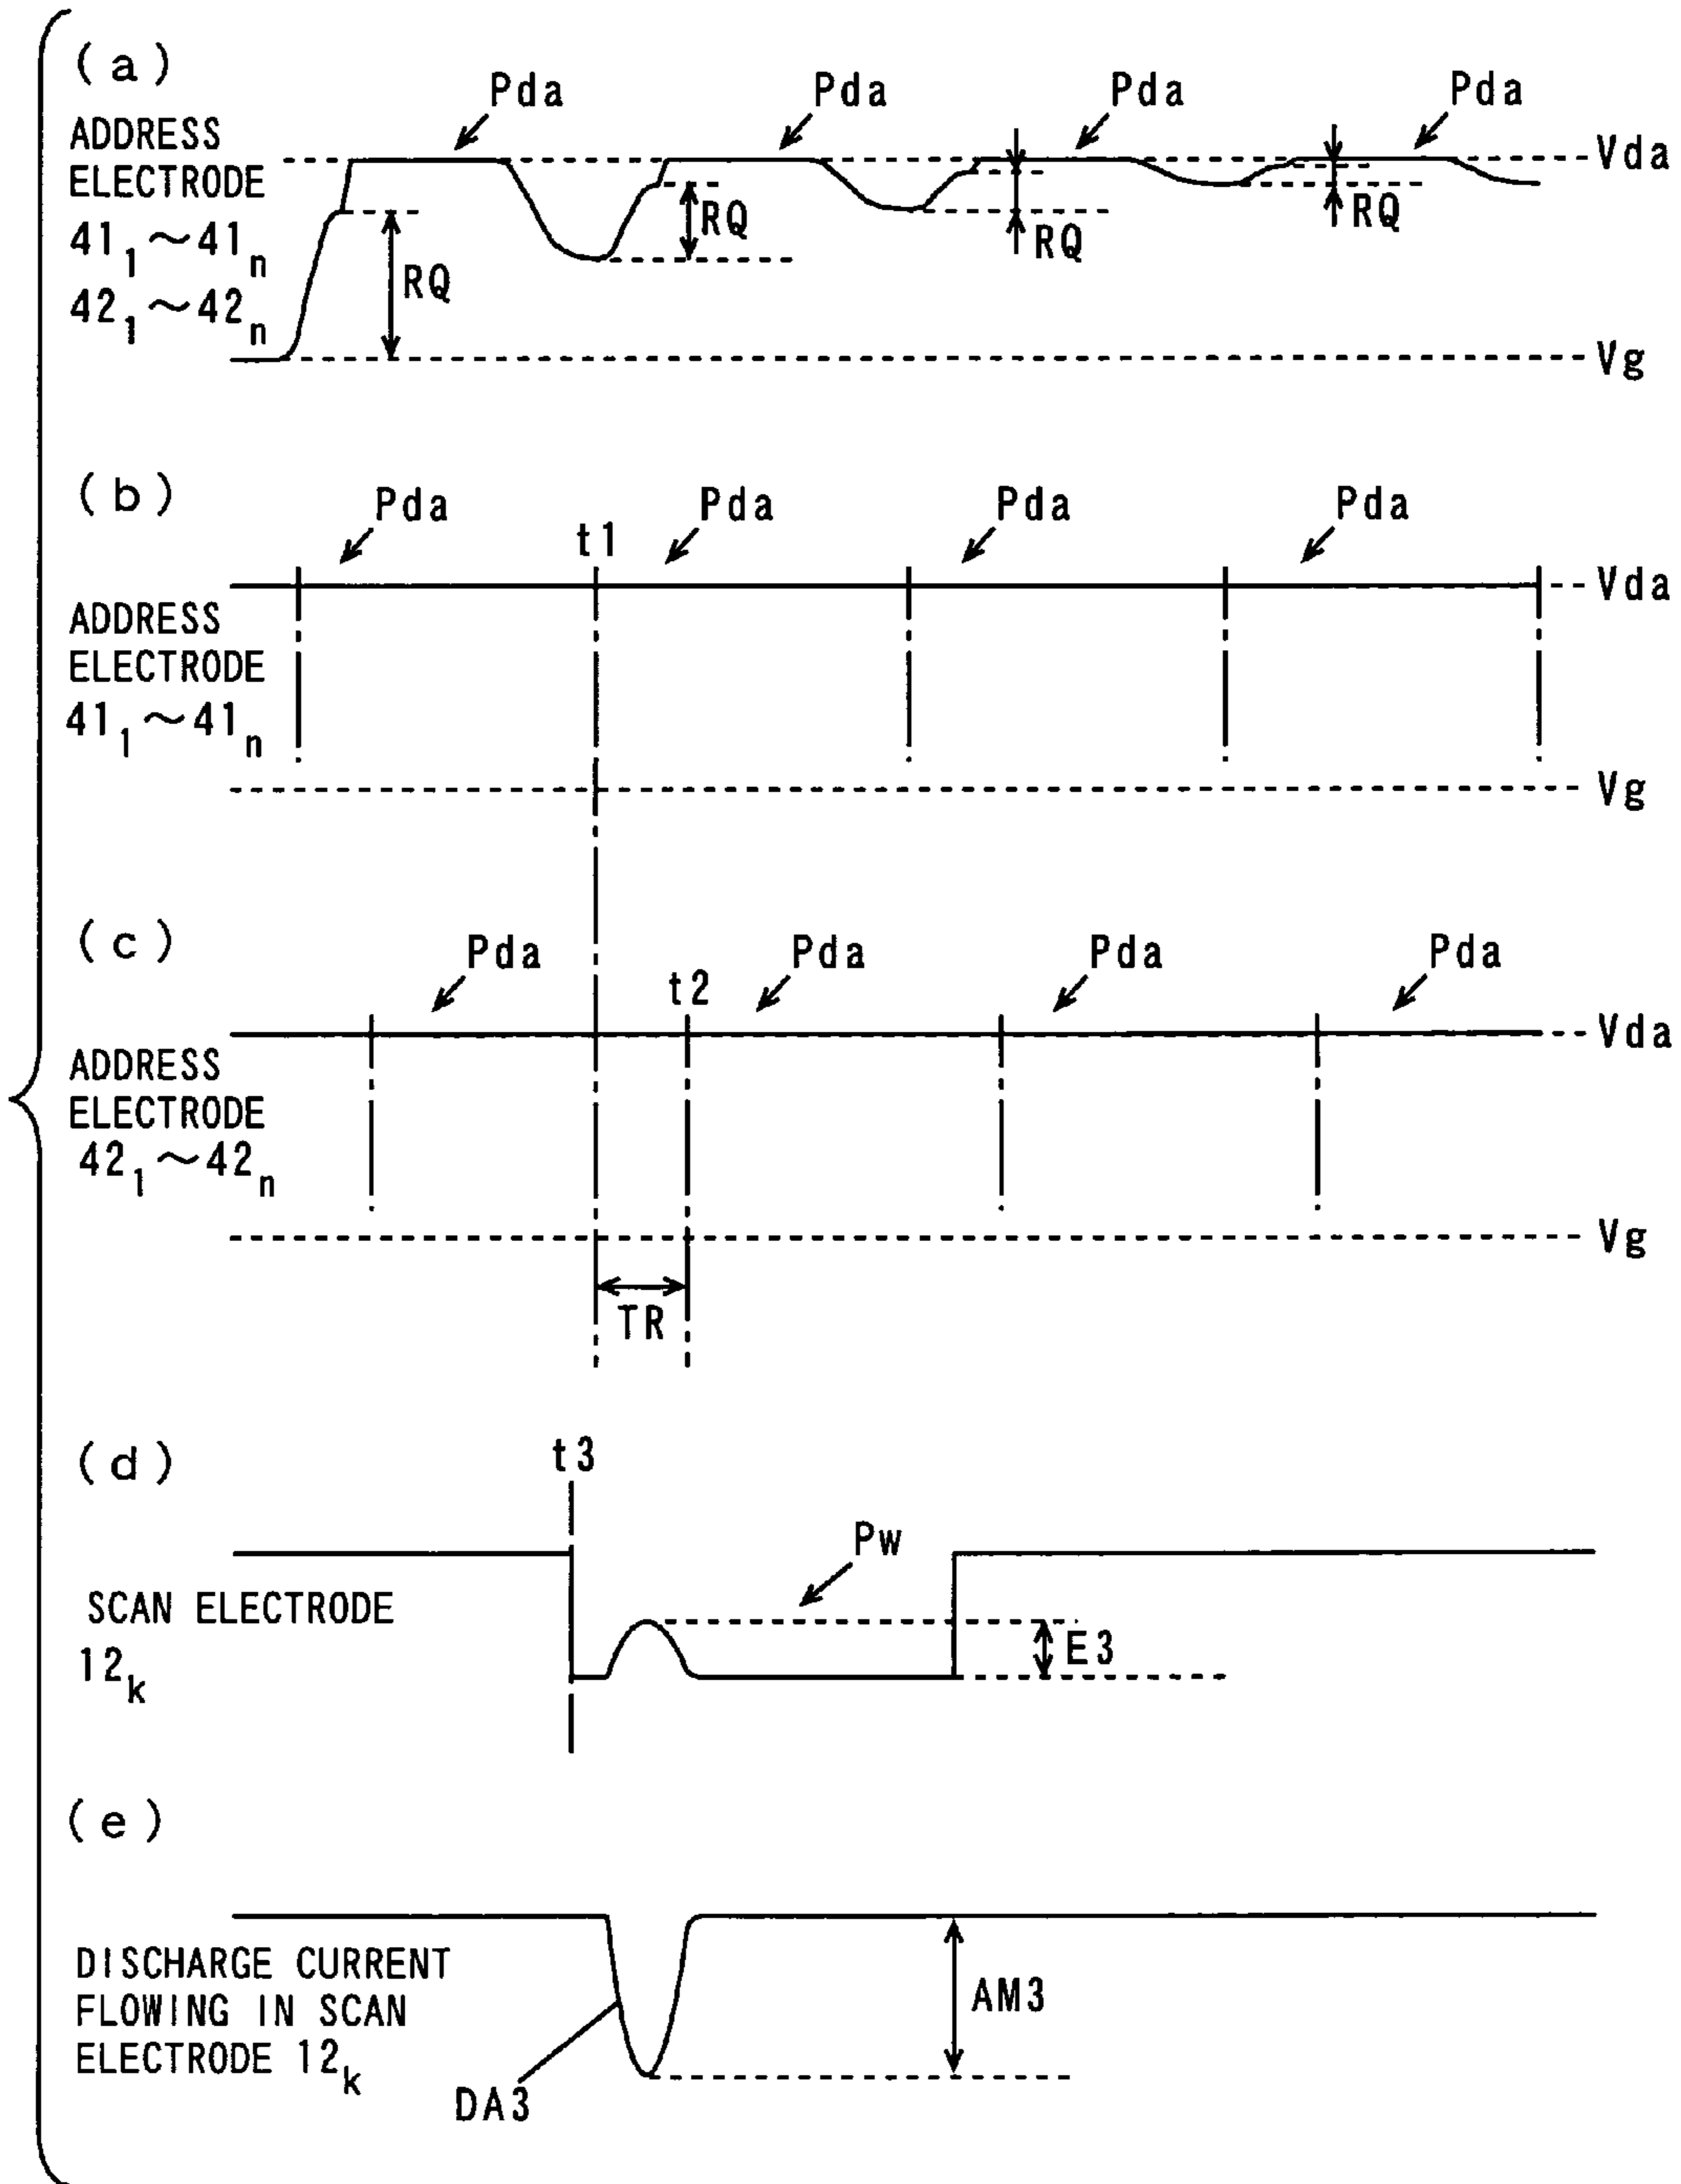 (a)
Pda Pda Pda Pda
ADDRESS
ELECTRODE
41₁～41ₙ
42₁～42ₙ
Vda
RQ RQ RQ RQ
Vg
(b)
Pda Pda Pda Pda
t1
Vda
ADDRESS
ELECTRODE
41₁～41ₙ
Vg
(c)
Pda Pda Pda Pda
t2
Vda
ADDRESS
ELECTRODE
42₁～42ₙ
Vg
TR
(d)
t3
Pw
SCAN ELECTRODE
12ₖ
E3
(e)
DISCHARGE CURRENT
FLOWING IN SCAN
ELECTRODE 12ₖ
AM3
DA3